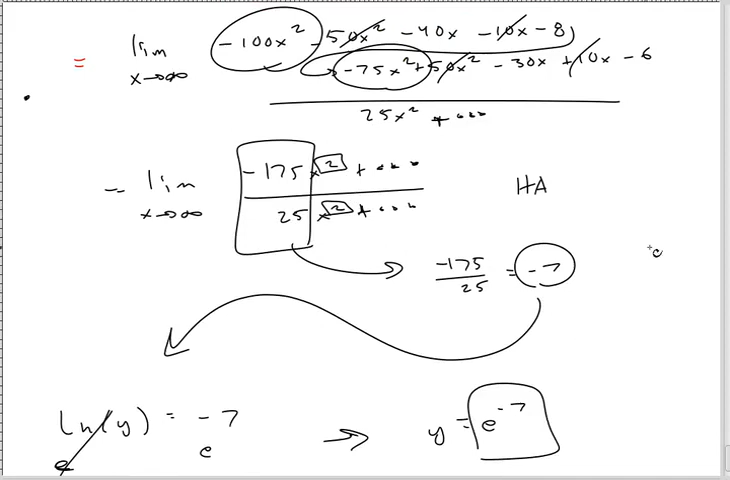 = lim x→∞ -100x² -50x² -40x -10x -8
-75x² +50x² -30x +10x -6
25x² + ...
= lim x→∞ -175x² + ...
25x² + ...
HA
-175/25 = -7
ln(y) = -7 → y = e⁻⁷
e e